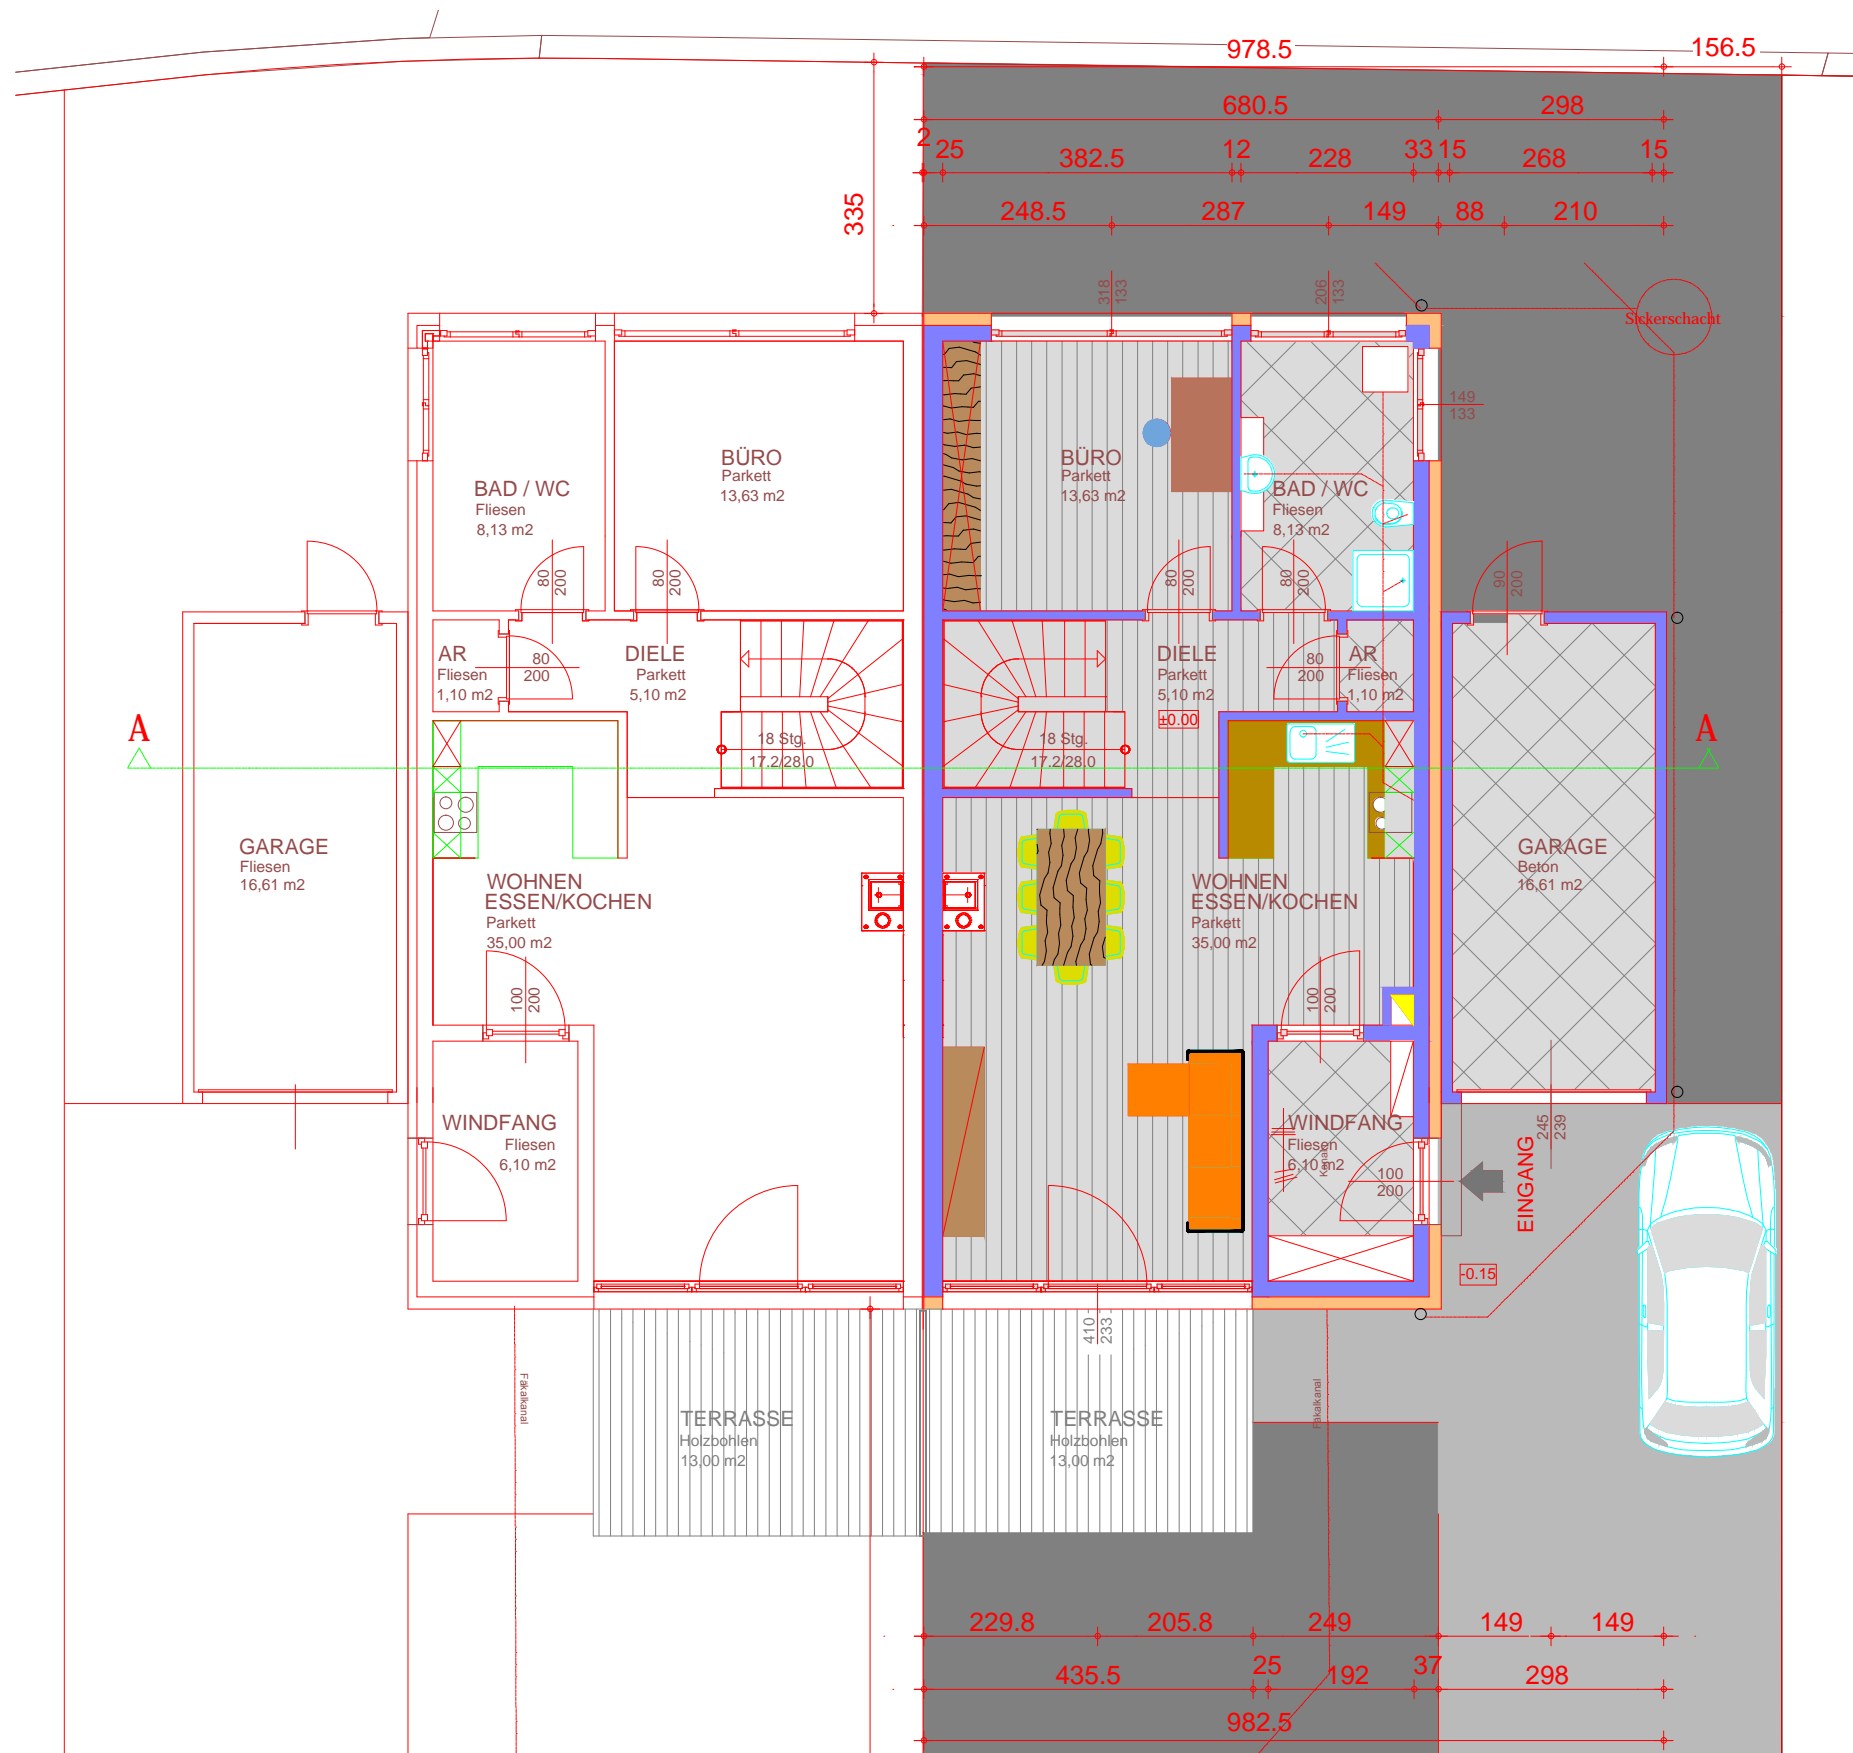 978.5
156.5
680.5
298
2
25
382.5
12
228
33
15
268
15
335
248.5
287
149
88
210
318
133
206
133
Sickerschacht
149
133
BÜRO
Parkett
13,63 m2
BAD / WC
Fliesen
8,13 m2
BÜRO
Parkett
13,63 m2
BAD / WC
Fliesen
8,13 m2
80
200
80
200
80
200
80
200
90
200
AR
Fliesen
1,10 m2
80
200
DIELE
Parkett
5,10 m2
DIELE
Parkett
5,10 m2
±0.00
80
200
AR
Fliesen
1,10 m2
A
A
18 Stg.
17.2/28.0
18 Stg.
17.2/28.0
GARAGE
Fliesen
16,61 m2
WOHNEN
ESSEN/KOCHEN
Parkett
35,00 m2
WOHNEN
ESSEN/KOCHEN
Parkett
35,00 m2
GARAGE
Beton
16,61 m2
100
200
100
200
WINDFANG
Fliesen
6,10 m2
WINDFANG
Fliesen
6,10 m2
100
200
245
239
EINGANG
-0.15
410
233
Fäkalkanal
Fäkalkanal
TERRASSE
Holzbohlen
13,00 m2
TERRASSE
Holzbohlen
13,00 m2
229.8
205.8
249
149
149
435.5
25
192
37
298
982.5